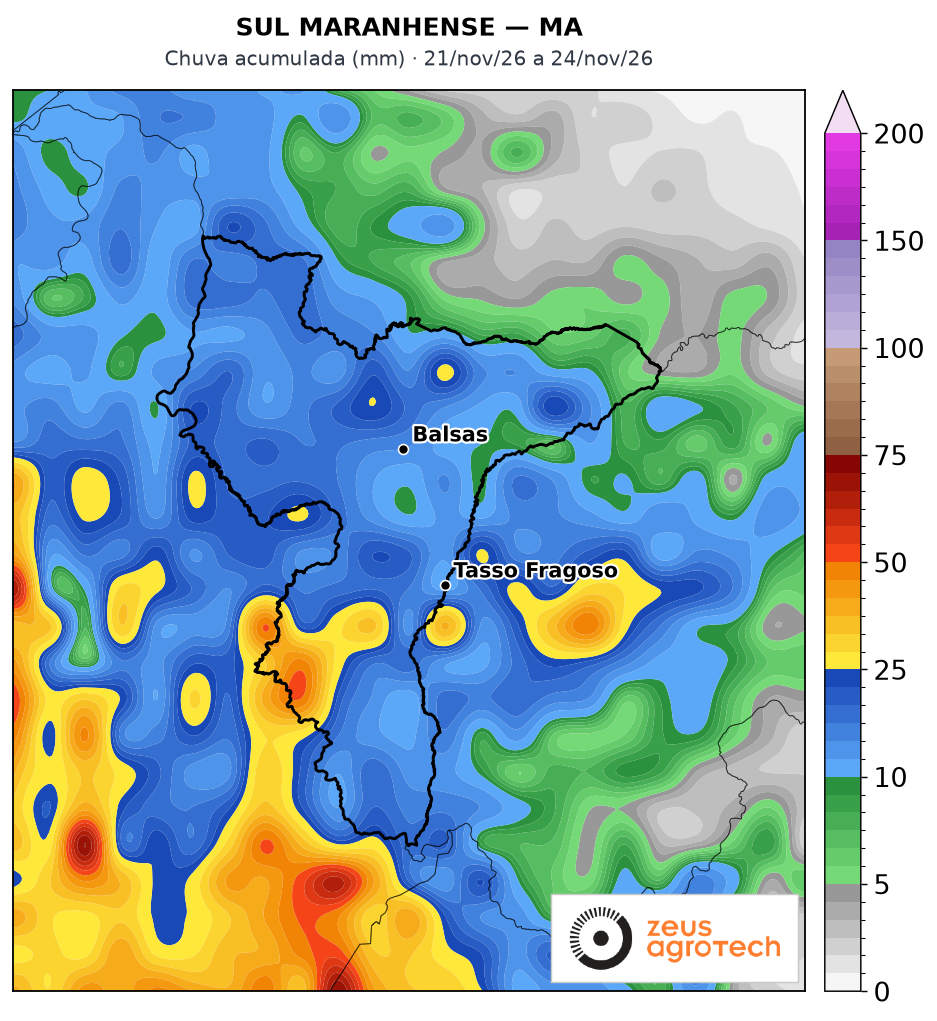 SUL MARANHENSE — MA
Chuva acumulada (mm) · 21/nov/26 a 24/nov/26
200
150
100
75
50
25
10
5
0
Balsas
Tasso Fragoso
zeus
agrotech